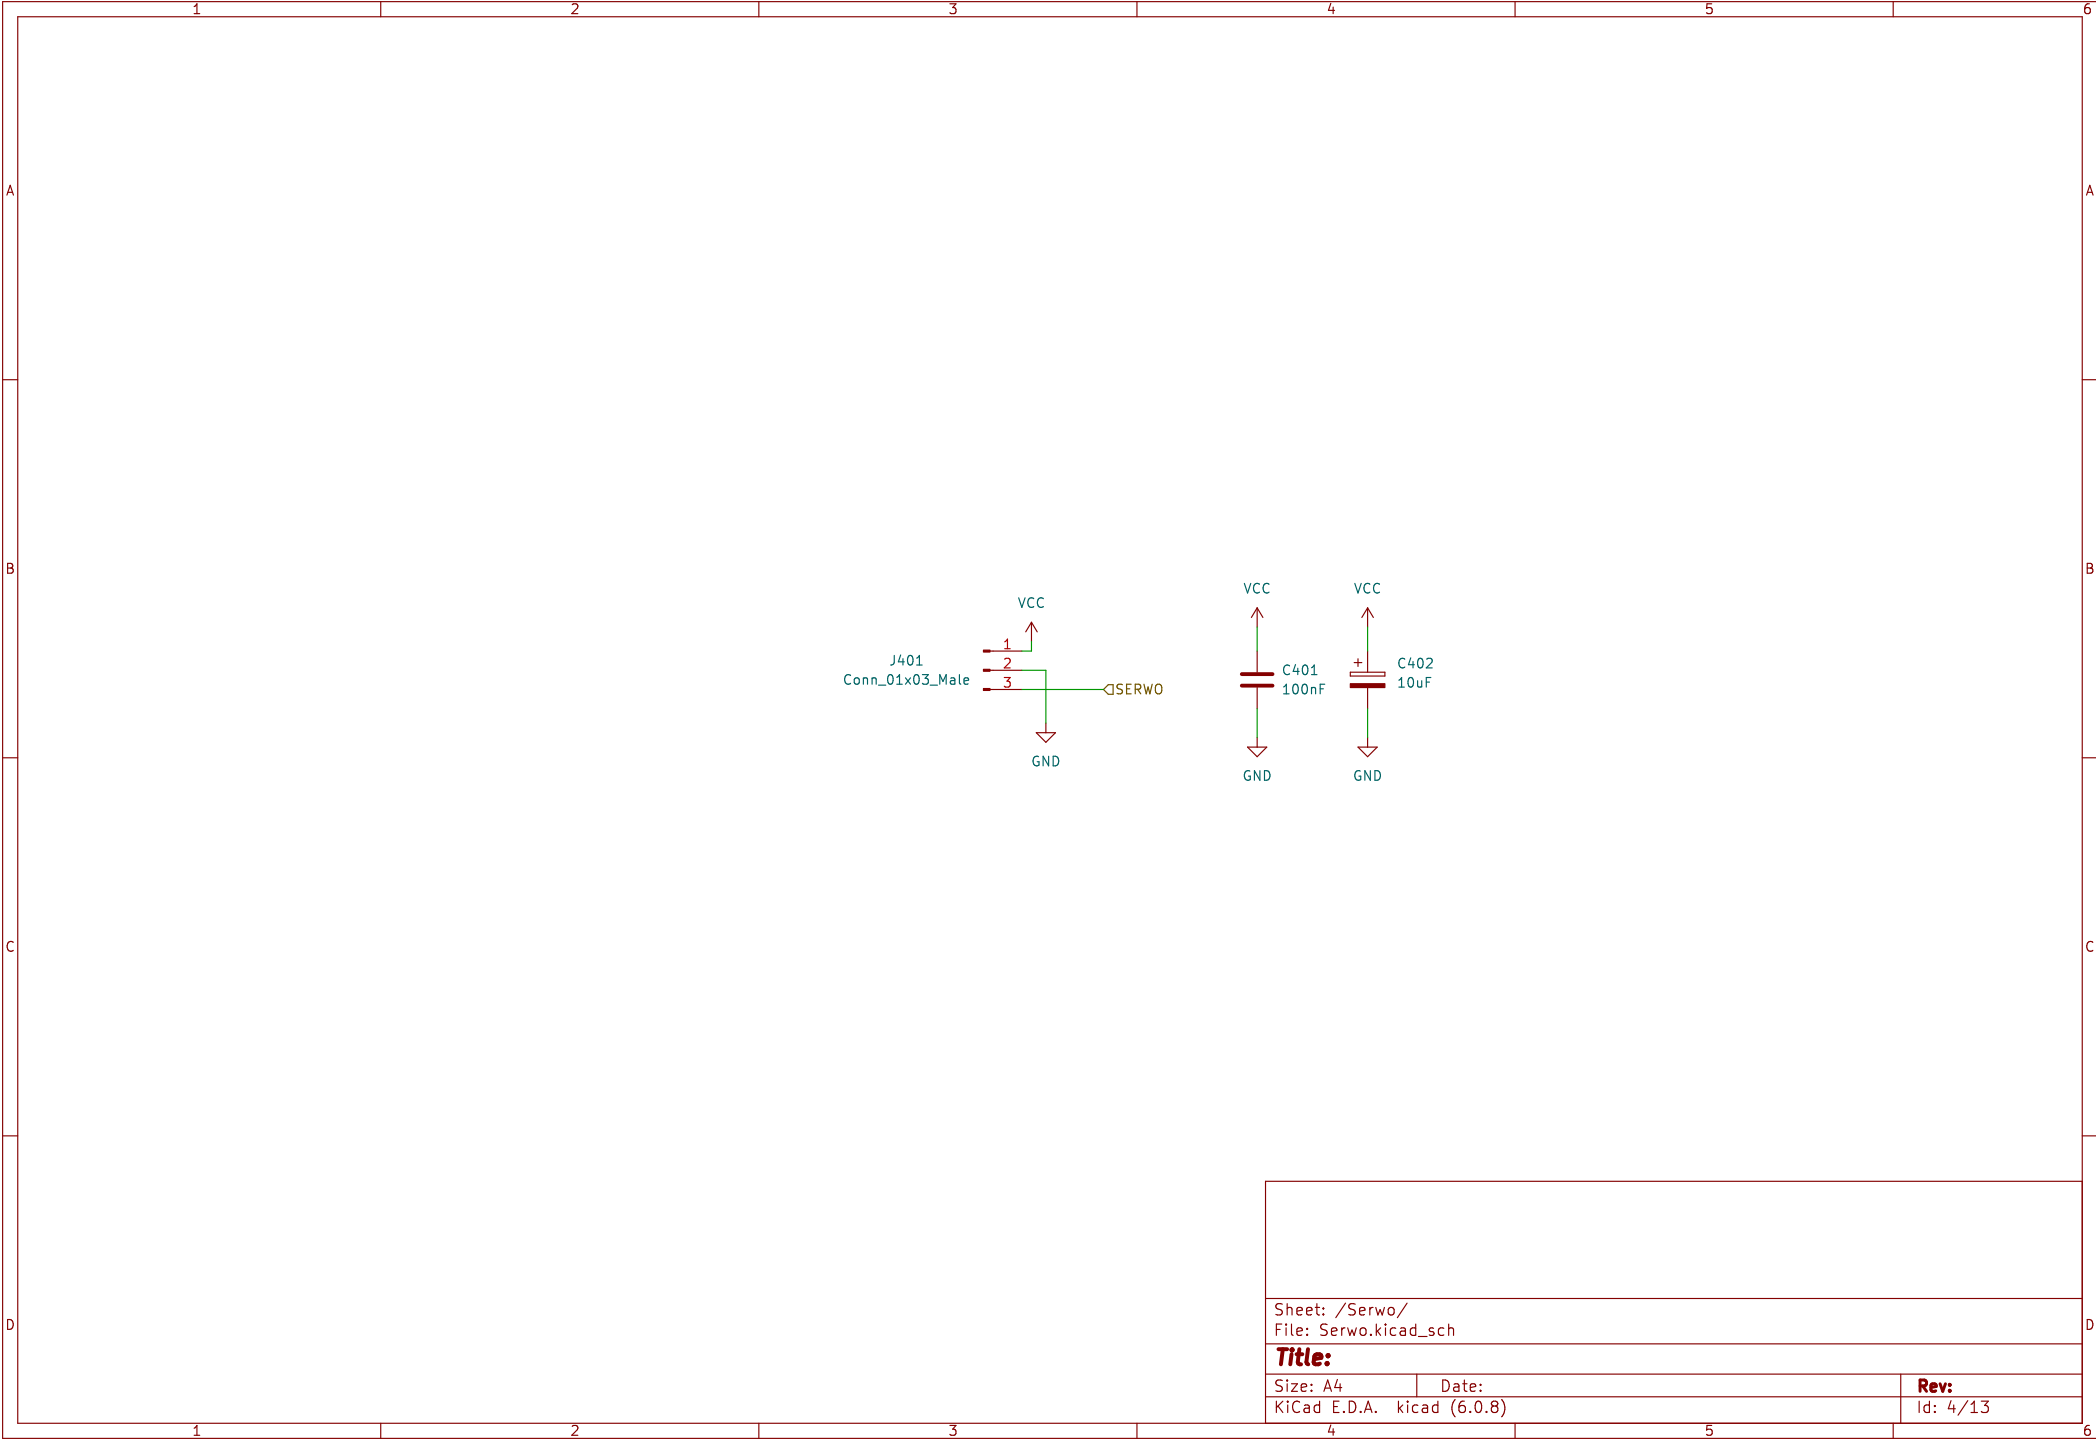 1 2 3 4 5 6
A A
B B
VCC VCC
VCC
1
J401 2
Conn_01x03_Male 3
SERWO
+
C401
100nF
C402
10uF
GND
GND GND
C C
Sheet: /Serwo/
File: Serwo.kicad_sch
D D
Title:
Size: A4 Date: Rev:
KiCad E.D.A. kicad (6.0.8) Id: 4/13
1 2 3 4 5 6